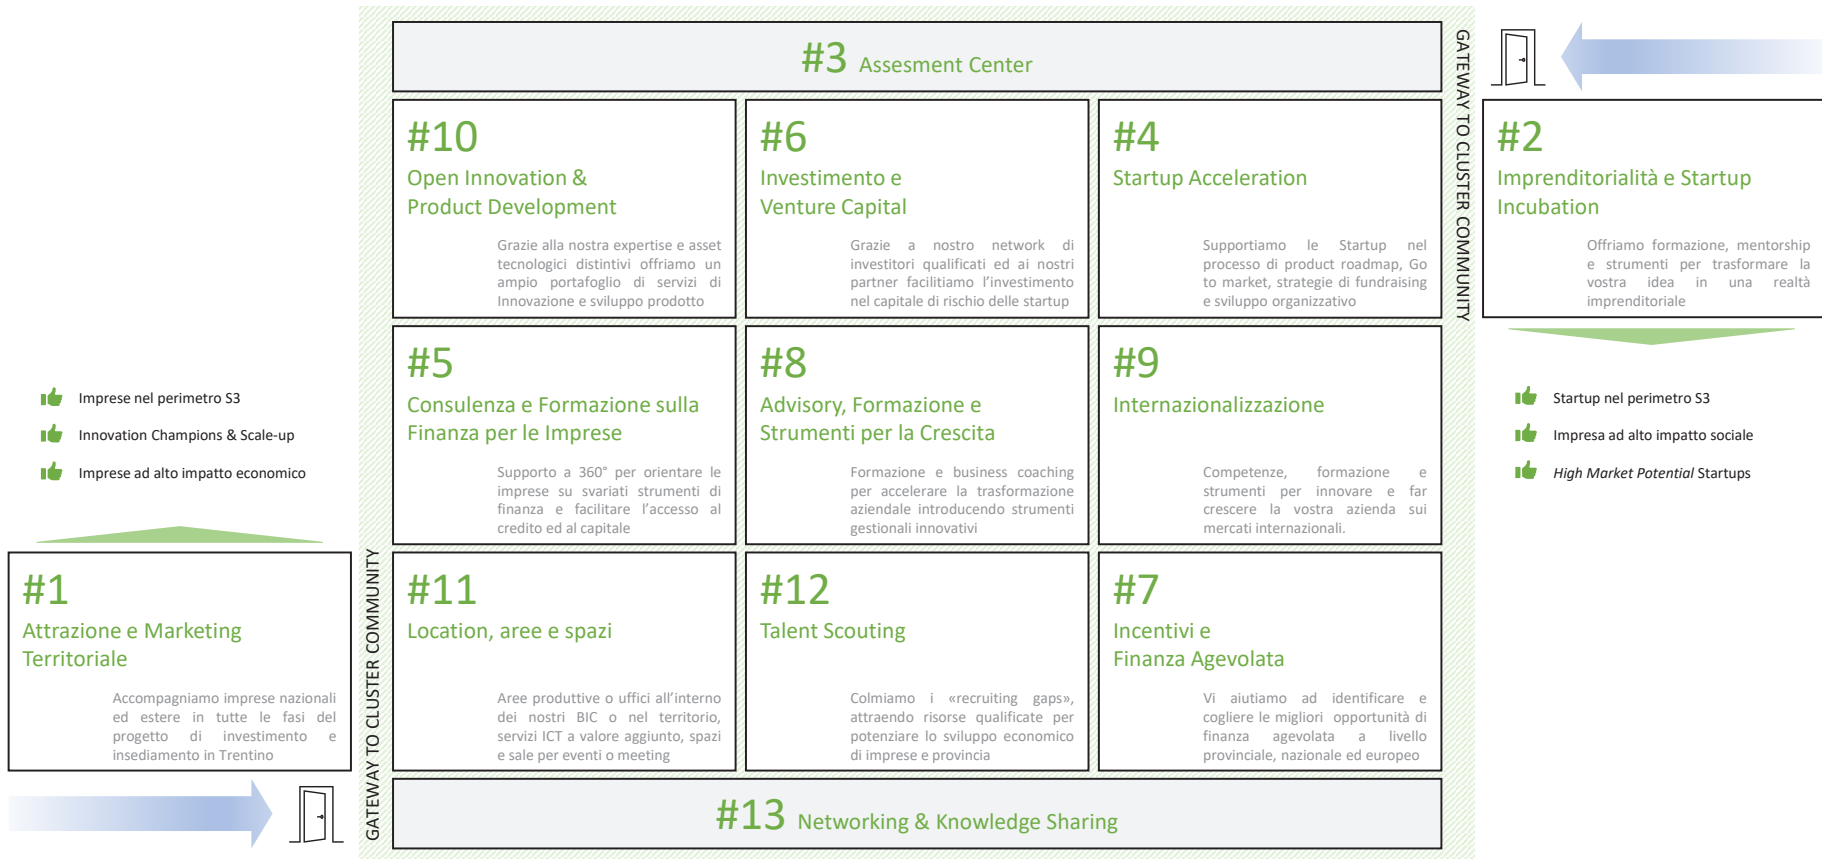 #3 Assesment Center
#10
Open Innovation &
Product Development
Grazie alla nostra expertise e asset
tecnologici distintivi offriamo un
ampio portafoglio di servizi di
Innovazione e sviluppo prodotto
#6
Investimento e
Venture Capital
Grazie a nostro network di
investitori qualificati ed ai nostri
partner facilitiamo l’investimento
nel capitale di rischio delle startup
#4
Startup Acceleration
Supportiamo le Startup nel
processo di product roadmap, Go
to market, strategie di fundraising
e sviluppo organizzativo
GATEWAY TO CLUSTER COMMUNITY
#2
Imprenditorialità e Startup
Incubation
Offriamo formazione, mentorship
e strumenti per trasformare la
vostra idea in una realtà
imprenditoriale
Imprese nel perimetro S3
Innovation Champions & Scale-up
Imprese ad alto impatto economico
#5
Consulenza e Formazione sulla
Finanza per le Imprese
Supporto a 360° per orientare le
imprese su svariati strumenti di
finanza e facilitare l’accesso al
credito ed al capitale
#8
Advisory, Formazione e
Strumenti per la Crescita
Formazione e business coaching
per accelerare la trasformazione
aziendale introducendo strumenti
gestionali innovativi
#9
Internazionalizzazione
Competenze, formazione e
strumenti per innovare e far
crescere la vostra azienda sui
mercati internazionali.
Startup nel perimetro S3
Impresa ad alto impatto sociale
High Market Potential Startups
#1
Attrazione e Marketing
Territoriale
Accompagniamo imprese nazionali
ed estere in tutte le fasi del
progetto di investimento e
insediamento in Trentino
GATEWAY TO CLUSTER COMMUNITY
#11
Location, aree e spazi
Aree produttive o uffici all’interno
dei nostri BIC o nel territorio,
servizi ICT a valore aggiunto, spazi
e sale per eventi o meeting
#12
Talent Scouting
Colmiamo i «recruiting gaps»,
attraendo risorse qualificate per
potenziare lo sviluppo economico
di imprese e provincia
#7
Incentivi e
Finanza Agevolata
Vi aiutiamo ad identificare e
cogliere le migliori opportunità di
finanza agevolata a livello
provinciale, nazionale ed europeo
#13 Networking & Knowledge Sharing